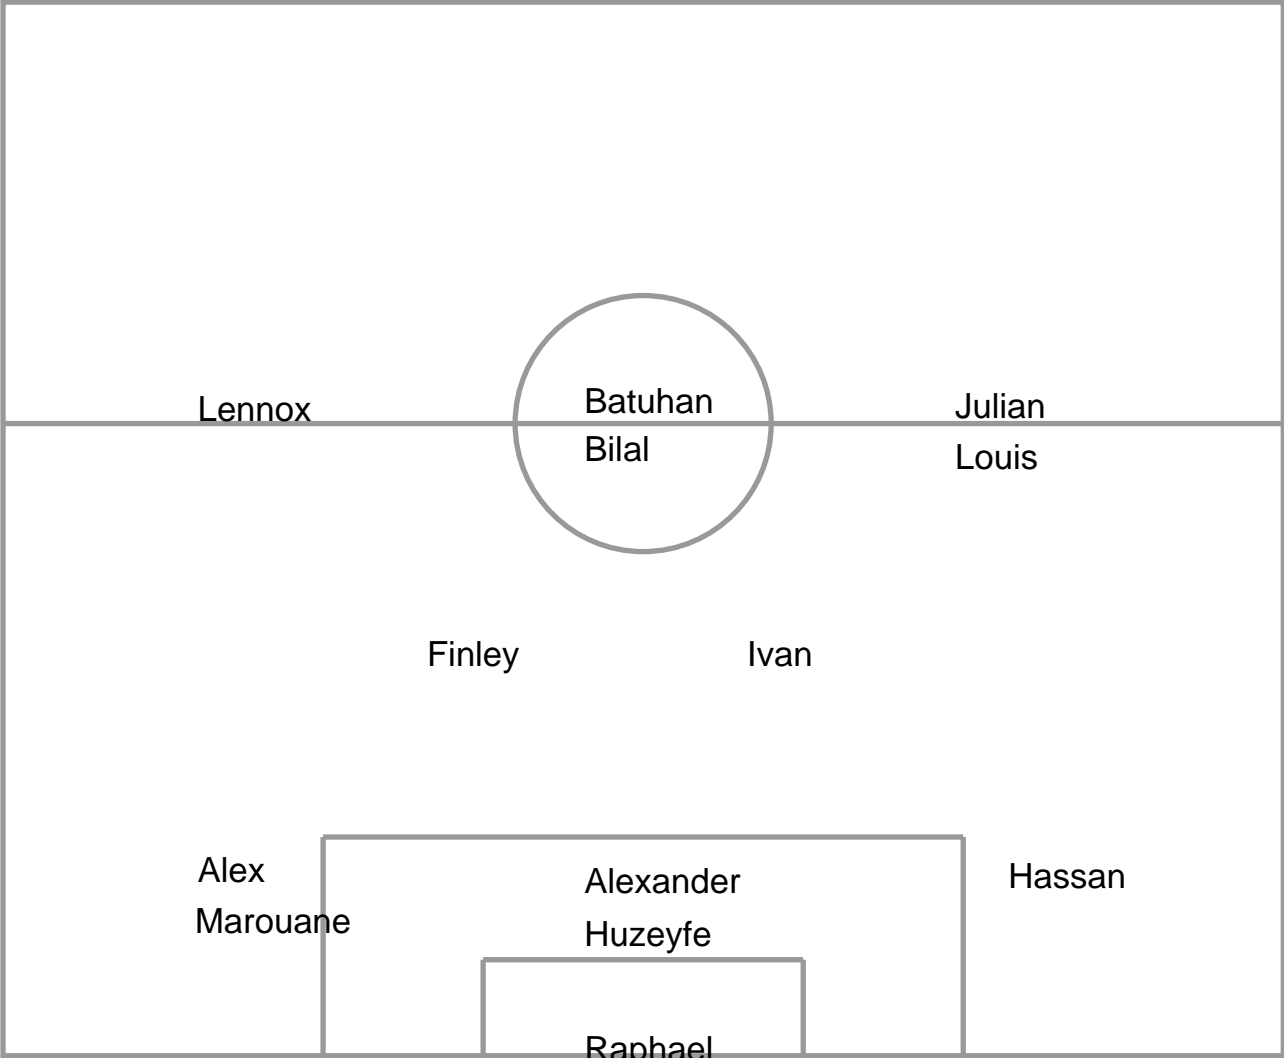 Lennox
Batuhan
Julian
Bilal
Louis
Finley
Ivan
Alex
Alexander
Hassan
Marouane
Huzeyfe
Raphael